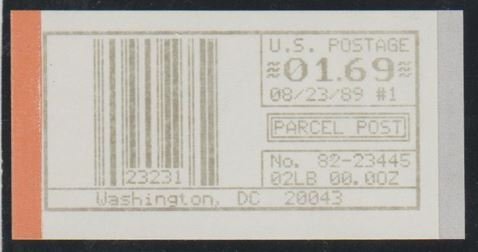 U.S. POSTAGE
≈01.69≈
08/23/89 #1
PARCEL POST
No. 82-23445
02LB 00.0OZ
23231
Washington, DC 20043